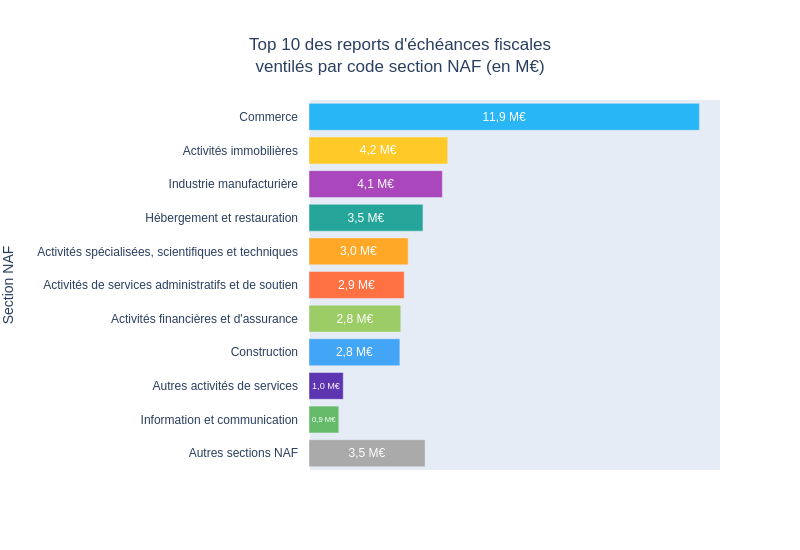 Top 10 des reports d'échéances fiscales
ventilés par code section NAF (en M€)
Section NAF
Commerce 11,9 M€
Activités immobilières 4,2 M€
Industrie manufacturière 4,1 M€
Hébergement et restauration 3,5 M€
Activités spécialisées, scientifiques et techniques 3,0 M€
Activités de services administratifs et de soutien 2,9 M€
Activités financières et d'assurance 2,8 M€
Construction 2,8 M€
Autres activités de services 1,0 M€
Information et communication 0,9 M€
Autres sections NAF 3,5 M€